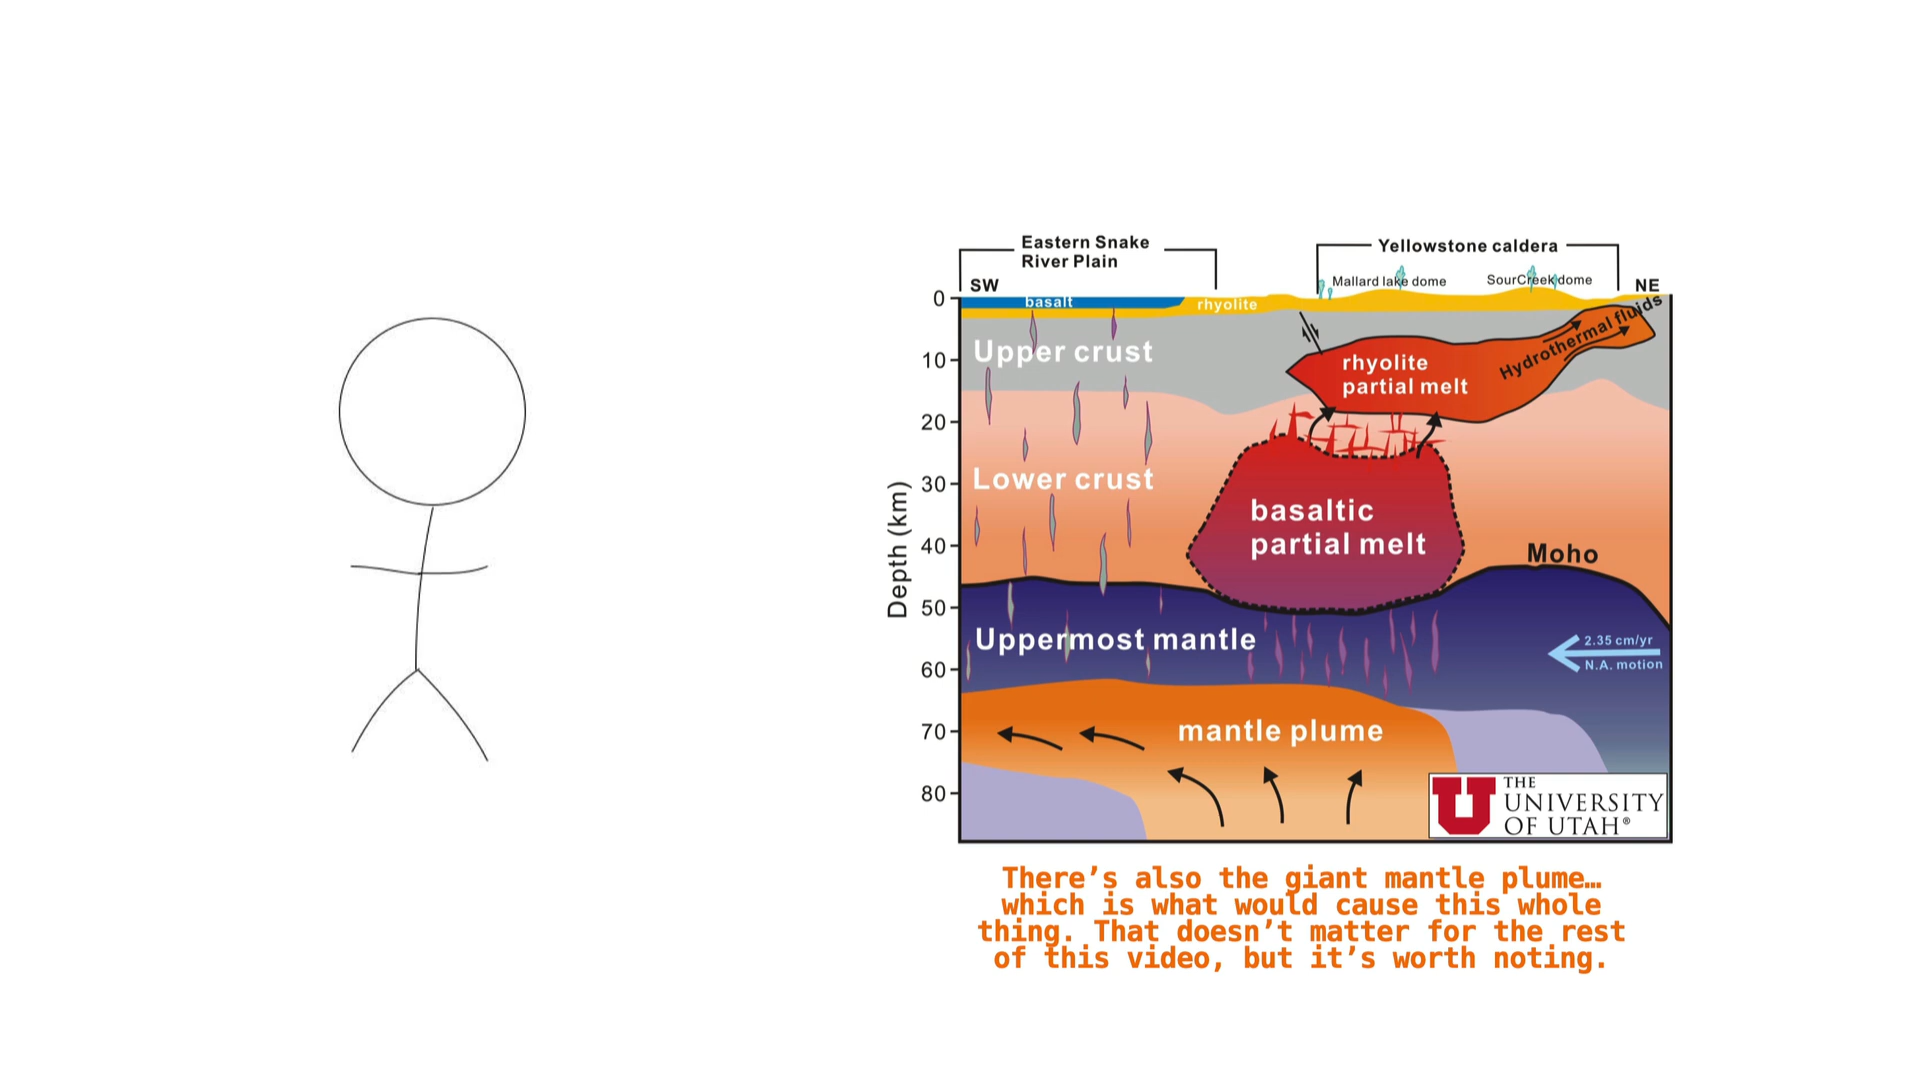 Eastern Snake
River Plain
Yellowstone caldera
SW
Mallard lake dome
SourCreek dome
NE
0
basalt
rhyolite
Hydrothermal fluids
Upper crust
10
rhyolite
partial melt
20
Lower crust
30
basaltic
partial melt
Depth (km)
40
Moho
50
Uppermost mantle
2.35 cm/yr
N.A. motion
60
70
mantle plume
80
THE
UNIVERSITY
OF UTAH®
There’s also the giant mantle plume…
which is what would cause this whole
thing. That doesn’t matter for the rest
of this video, but it’s worth noting.